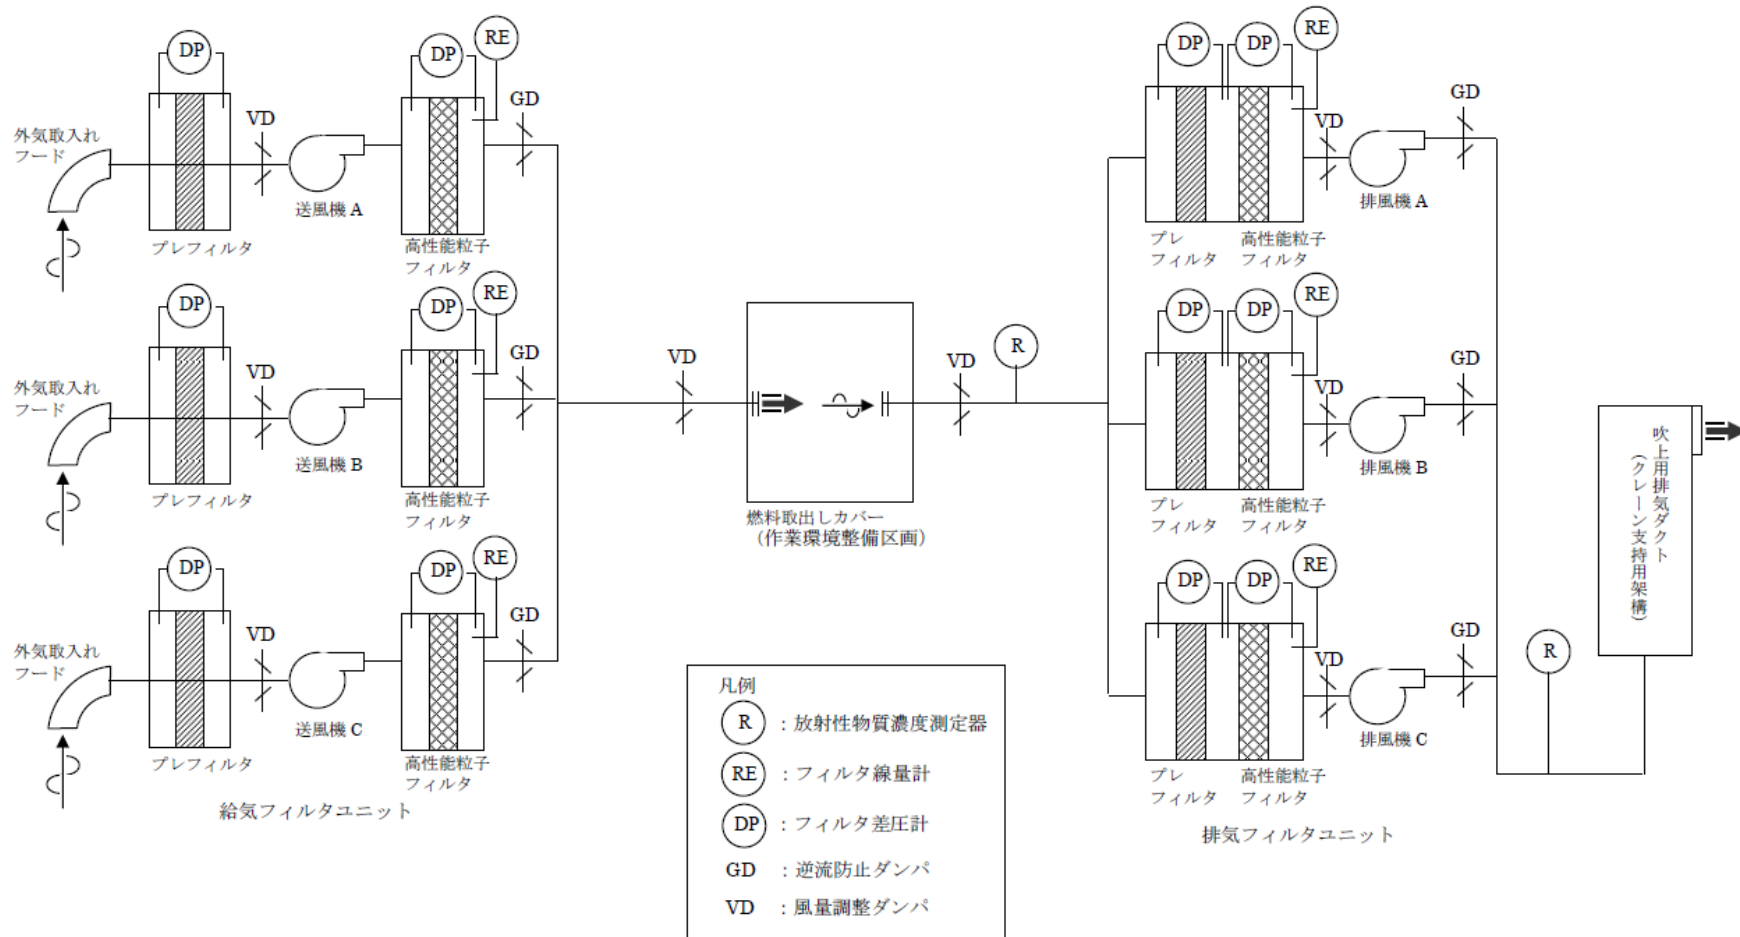 DP
RE
DP
VD
GD
外気取入れ
フード
送風機 A
プレフィルタ
高性能粒子
フィルタ
DP
RE
DP
VD
GD
外気取入れ
フード
送風機 B
プレフィルタ
高性能粒子
フィルタ
DP
RE
DP
VD
GD
外気取入れ
フード
送風機 C
プレフィルタ
高性能粒子
フィルタ
給気フィルタユニット
VD
燃料取出しカバー
（作業環境整備区画）
VD
R
DP
DP
RE
VD
GD
排風機 A
プレ
フィルタ
高性能粒子
フィルタ
DP
DP
RE
VD
GD
排風機 B
プレ
フィルタ
高性能粒子
フィルタ
DP
DP
RE
VD
GD
排風機 C
プレ
フィルタ
高性能粒子
フィルタ
排気フィルタユニット
R
吹上用排気ダクト
（クレーン支持用架構）
凡例
R ：放射性物質濃度測定器
RE ：フィルタ線量計
DP ：フィルタ差圧計
GD ：逆流防止ダンパ
VD ：風量調整ダンパ